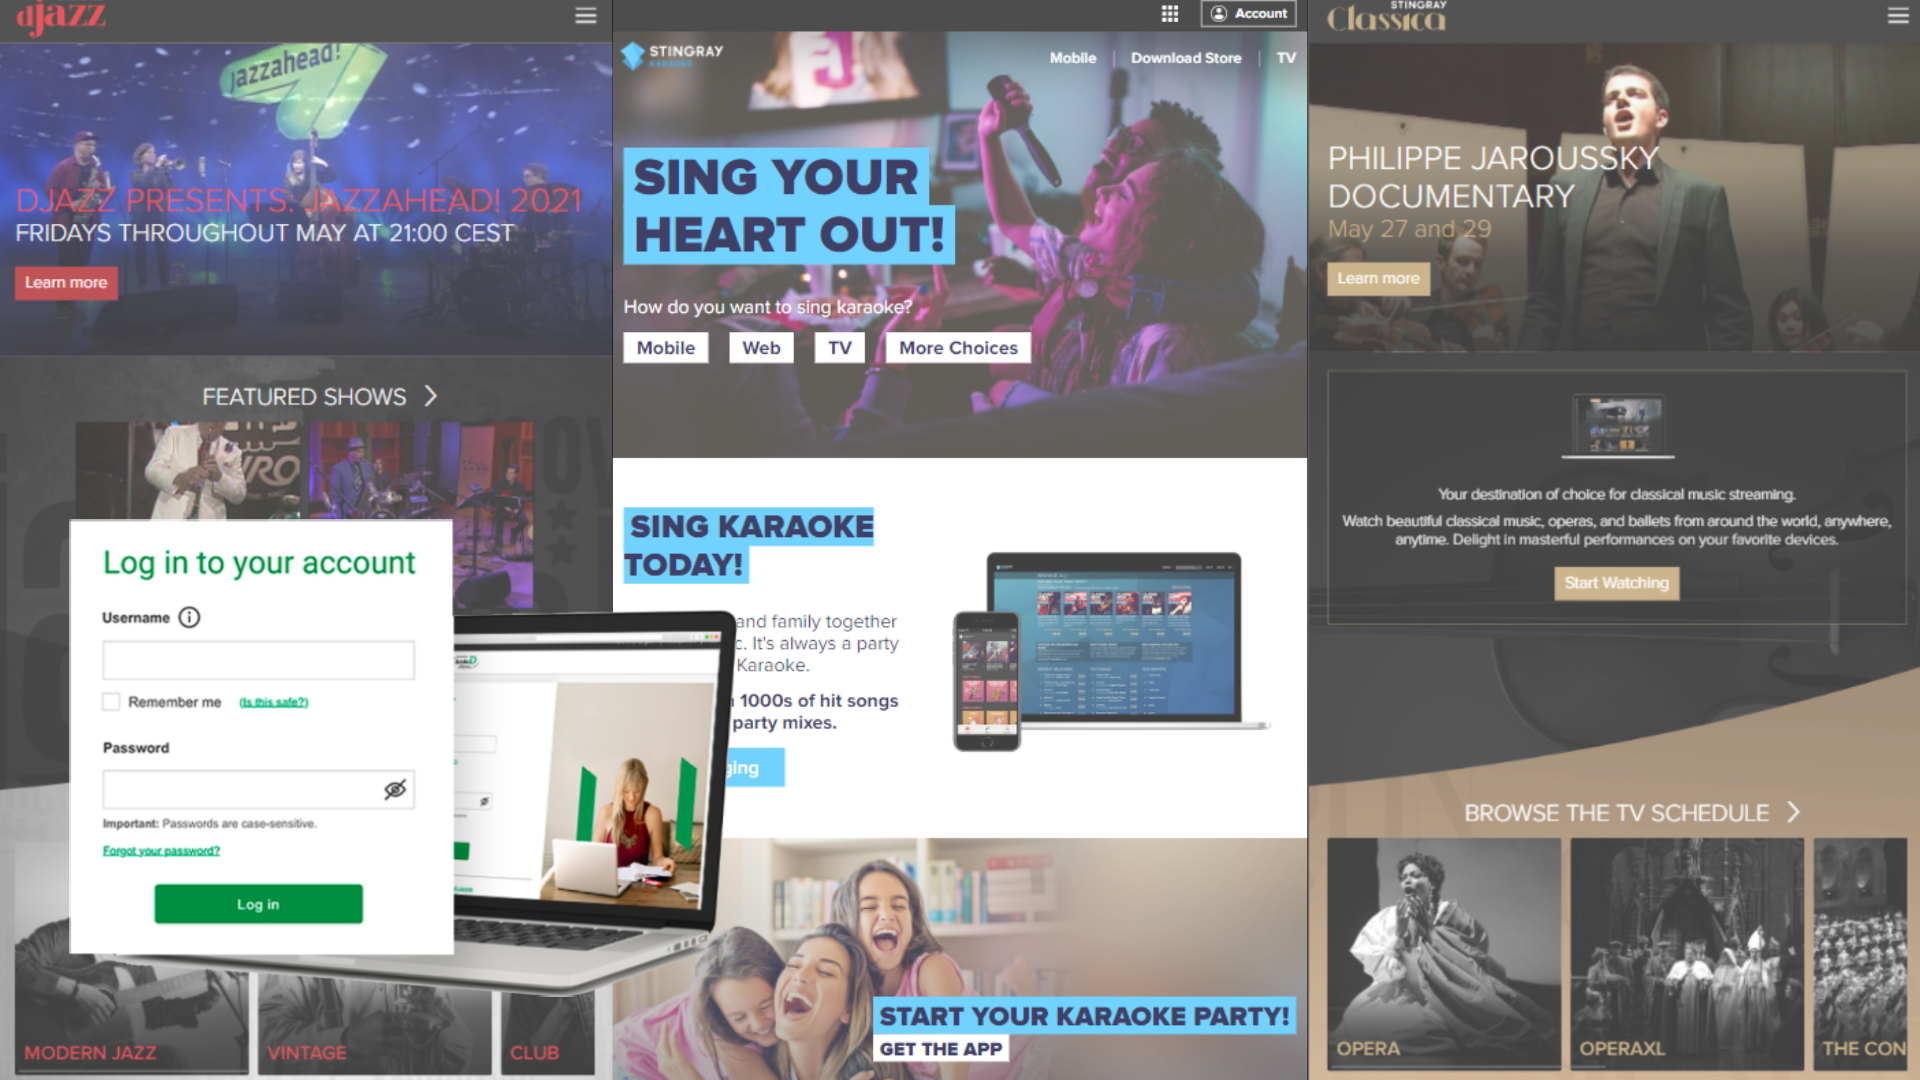 djazz
jazzahead!
DJAZZ PRESENTS: JAZZAHEAD! 2021
FRIDAYS THROUGHOUT MAY AT 21:00 CEST
Learn more
FEATURED SHOWS
Log in to your account
Username
Remember me (Is this safe?)
Password
Important: Passwords are case-sensitive.
Forgot your password?
Log in
MODERN JAZZ
VINTAGE
CLUB
Account
STINGRAY
KARAOKE
Mobile
Download Store
TV
SING YOUR
HEART OUT!
How do you want to sing karaoke?
Mobile
Web
TV
More Choices
SING KARAOKE
TODAY!
and family together
c. It's always a party
Karaoke.
1000s of hit songs
party mixes.
ging
START YOUR KARAOKE PARTY!
GET THE APP
STINGRAY
Classica
PHILIPPE JAROUSSKY
DOCUMENTARY
May 27 and 29
Learn more
Your destination of choice for classical music streaming.
Watch beautiful classical music, operas, and ballets from around the world, anywhere,
anytime. Delight in masterful performances on your favorite devices.
Start Watching
BROWSE THE TV SCHEDULE
OPERA
OPERAXL
THE CON